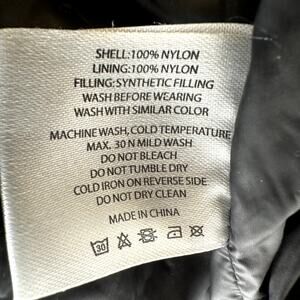 SHELL:100% NYLON
LINING:100% NYLON
FILLING: SYNTHETIC FILLING
WASH BEFORE WEARING
WASH WITH SIMILAR COLOR
MACHINE WASH, COLD TEMPERATURE
MAX. 30 N MILD WASH
DO NOT BLEACH
DO NOT TUMBLE DRY
COLD IRON ON REVERSE SIDE
DO NOT DRY CLEAN
MADE IN CHINA
30